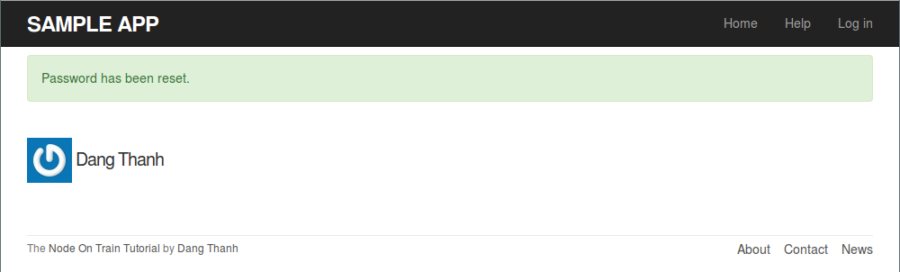 SAMPLE APP Home Help Log in
Password has been reset.
Dang Thanh
The Node On Train Tutorial by Dang Thanh About Contact News